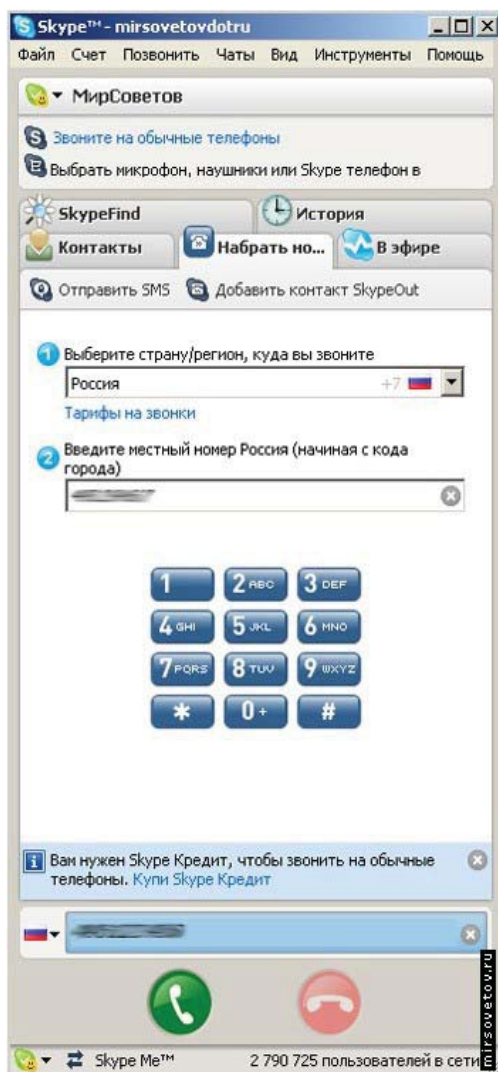 Skype™ - mirsovetovdotru
Файл Счет Позвонить Чаты Вид Инструменты Помощь
МирСоветов
Звоните на обычные телефоны
Выбрать микрофон, наушники или Skype телефон в
SkypeFind История
Контакты Набрать но... В эфире
Отправить SMS Добавить контакт SkypeOut
1 Выберите страну/регион, куда вы звоните
Россия +7
Тарифы на звонки
2 Введите местный номер Россия (начиная с кода
города)
1 2 ABC 3 DEF
4 GHI 5 JKL 6 MNO
7 PQRS 8 TUV 9 WXYZ
* 0 + #
Вам нужен Skype Кредит, чтобы звонить на обычные
телефоны. Купи Skype Кредит
Skype Me™ 2 790 725 пользователей в сети
mirsovetov.ru